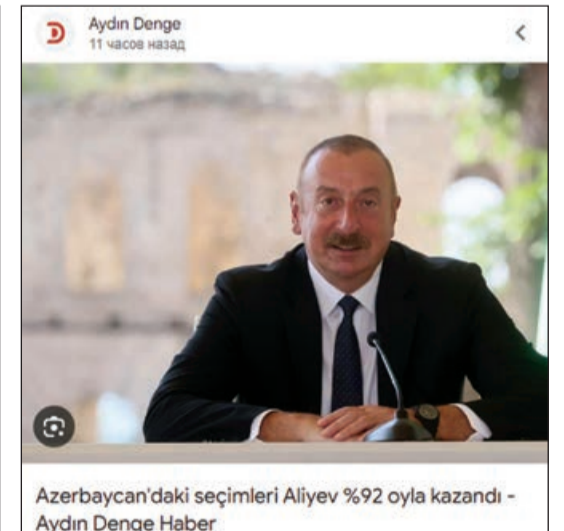 Aydın Denge
11 часов назад
Azerbaycan'daki seçimleri Aliyev %92 oyla kazandı -
Aydın Denge Haber